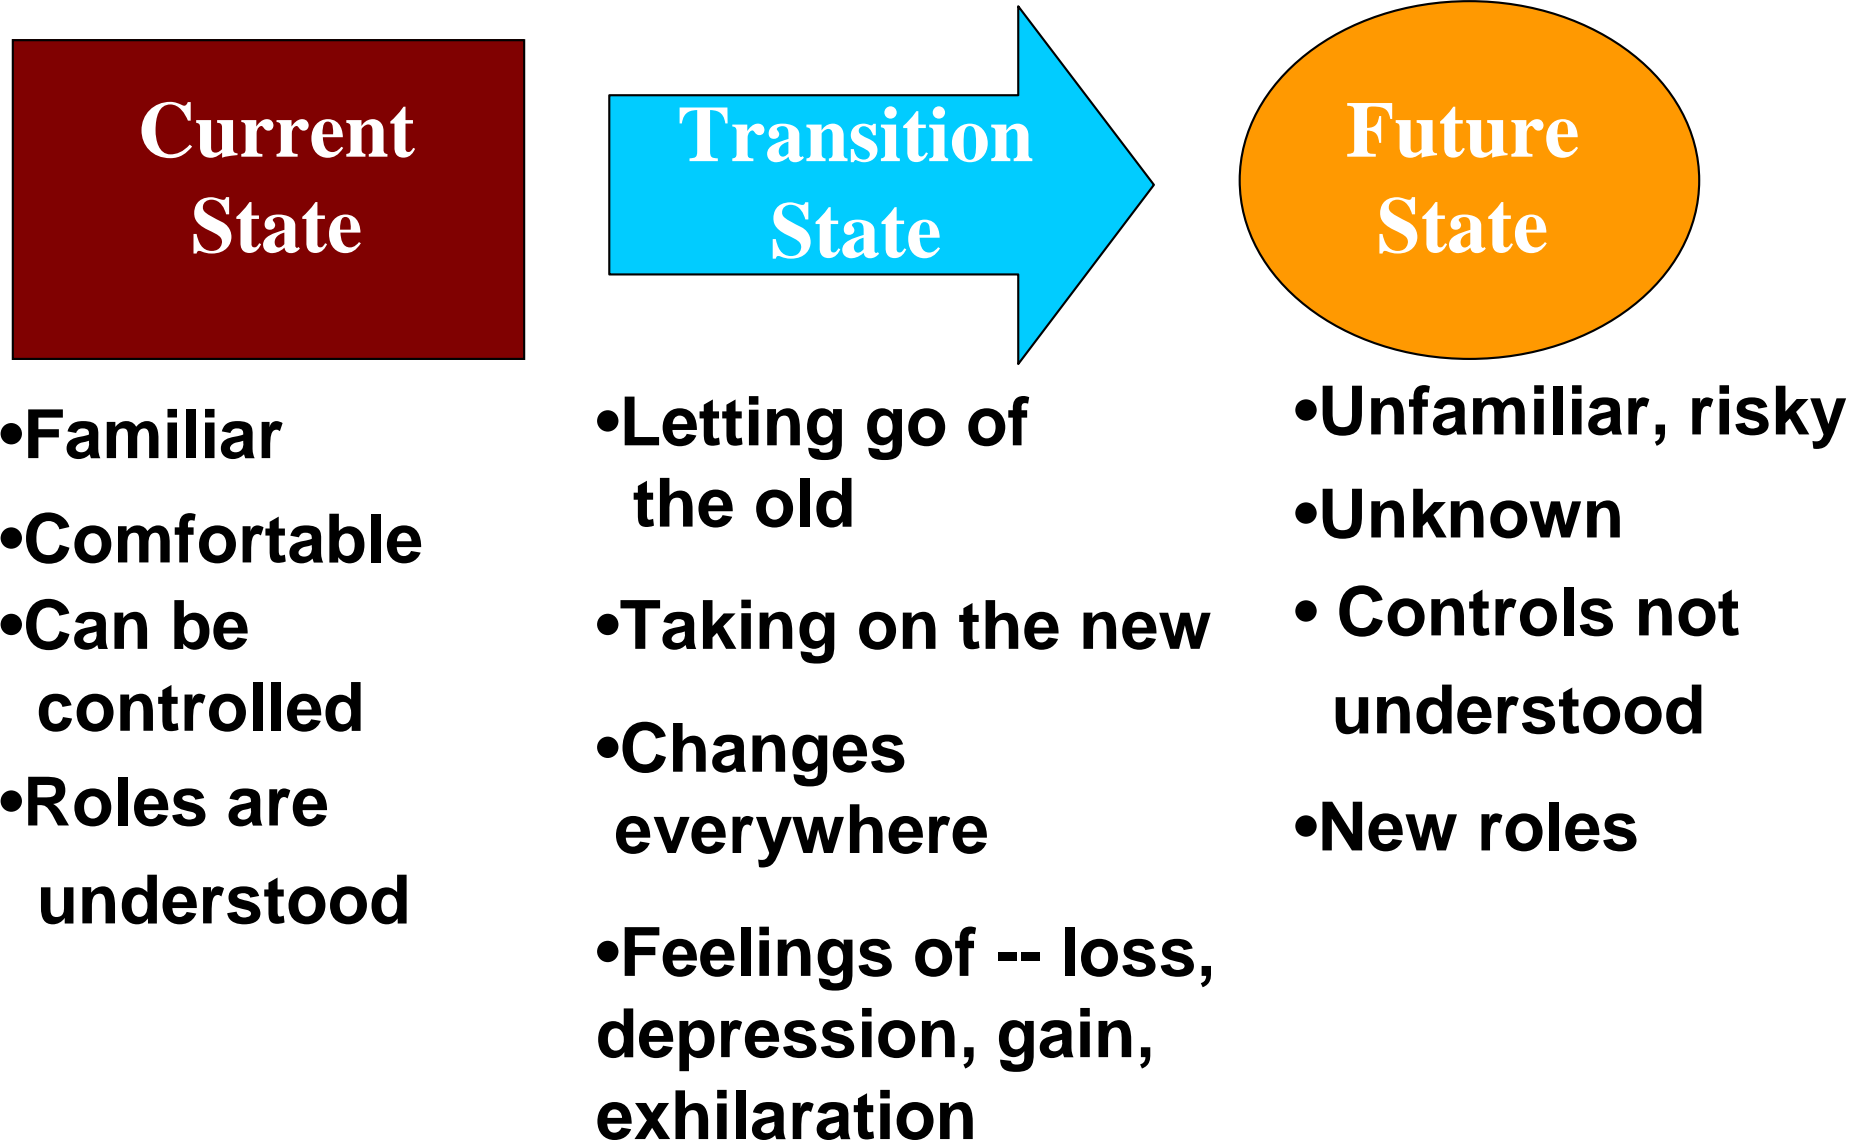 Current
State
Transition
State
Future
State
•Familiar
•Comfortable
•Can be
controlled
•Roles are
understood
•Letting go of
the old
•Taking on the new
•Changes
everywhere
•Feelings of -- loss,
depression, gain,
exhilaration
•Unfamiliar, risky
•Unknown
• Controls not
understood
•New roles